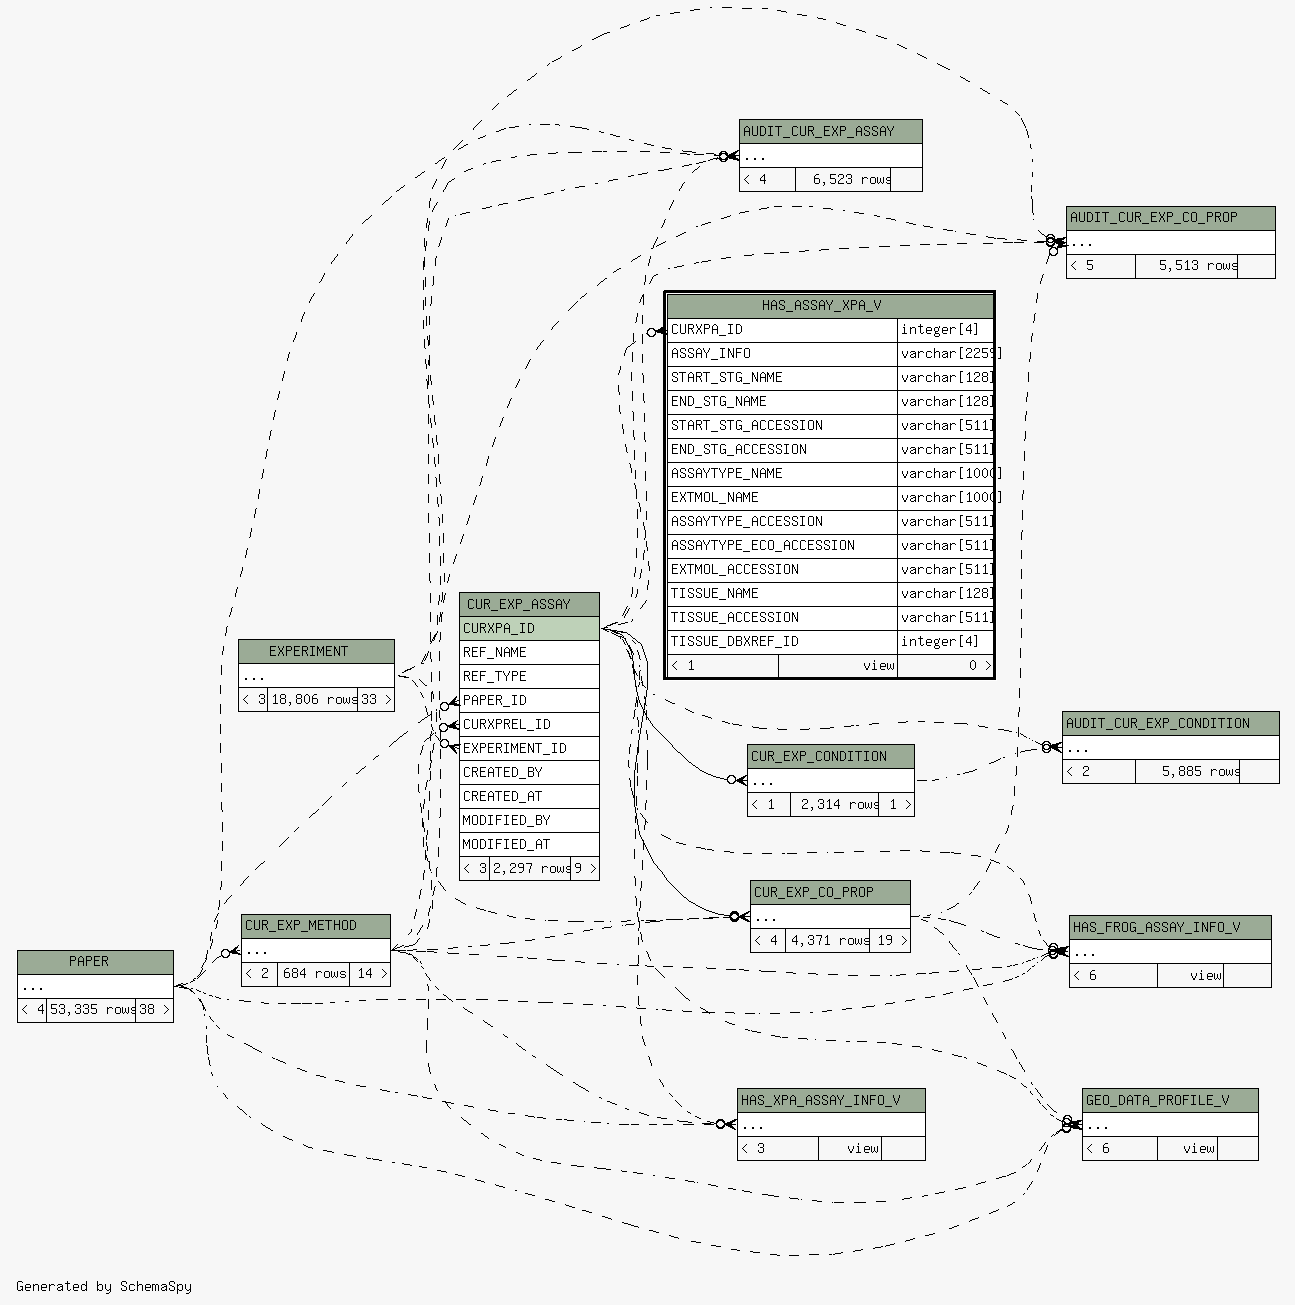 AUDIT_CUR_EXP_ASSAY
...
< 4 6,523 rows
AUDIT_CUR_EXP_CO_PROP
...
< 5 5,513 rows
HAS_ASSAY_XPA_V
CURXPA_ID integer[4]
ASSAY_INFO varchar[2259]
START_STG_NAME varchar[128]
END_STG_NAME varchar[128]
START_STG_ACCESSION varchar[511]
END_STG_ACCESSION varchar[511]
ASSAYTYPE_NAME varchar[1000]
EXTMOL_NAME varchar[1000]
ASSAYTYPE_ACCESSION varchar[511]
ASSAYTYPE_ECO_ACCESSION varchar[511]
EXTMOL_ACCESSION varchar[511]
TISSUE_NAME varchar[128]
TISSUE_ACCESSION varchar[511]
TISSUE_DBXREF_ID integer[4]
< 1 view 0 >
CUR_EXP_ASSAY
CURXPA_ID
REF_NAME
REF_TYPE
PAPER_ID
CURXPREL_ID
EXPERIMENT_ID
CREATED_BY
CREATED_AT
MODIFIED_BY
MODIFIED_AT
< 3 2,297 rows 9 >
EXPERIMENT
...
< 3 18,806 rows 33 >
AUDIT_CUR_EXP_CONDITION
...
< 2 5,885 rows
CUR_EXP_CONDITION
...
< 1 2,314 rows 1 >
CUR_EXP_CO_PROP
...
< 4 4,371 rows 19 >
CUR_EXP_METHOD
...
< 2 684 rows 14 >
HAS_FROG_ASSAY_INFO_V
...
< 6 view
PAPER
...
< 4 53,335 rows 38 >
HAS_XPA_ASSAY_INFO_V
...
< 3 view
GEO_DATA_PROFILE_V
...
< 6 view
Generated by SchemaSpy